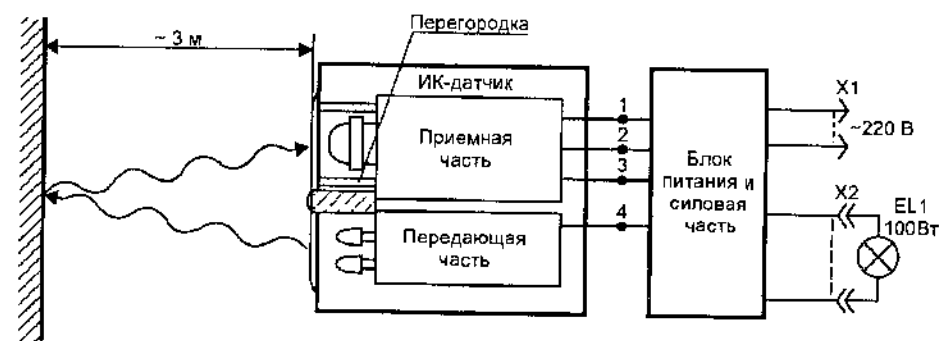 Перегородка
~ 3 м
ИК-датчик
Приемная
часть
Передающая
часть
1
2
3
4
Блок
питания и
силовая
часть
X1
~220 В
X2
EL1
100Вт